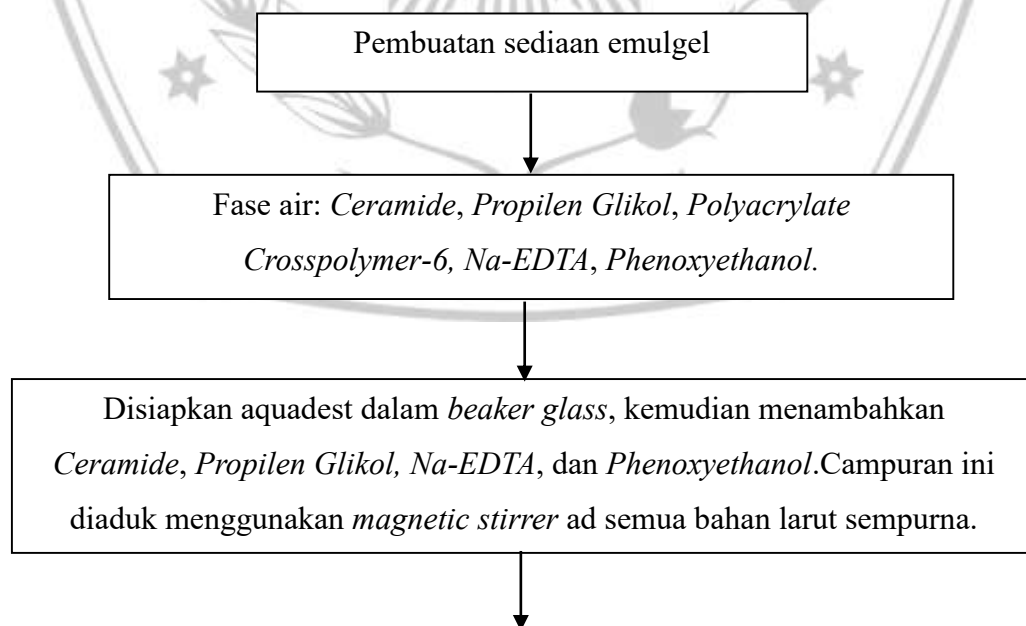 Pembuatan sediaan emulgel
Fase air: Ceramide, Propilen Glikol, Polyacrylate
Crosspolymer-6, Na-EDTA, Phenoxyethanol.
Disiapkan aquadest dalam beaker glass, kemudian menambahkan
Ceramide, Propilen Glikol, Na-EDTA, dan Phenoxyethanol.Campuran ini
diaduk menggunakan magnetic stirrer ad semua bahan larut sempurna.